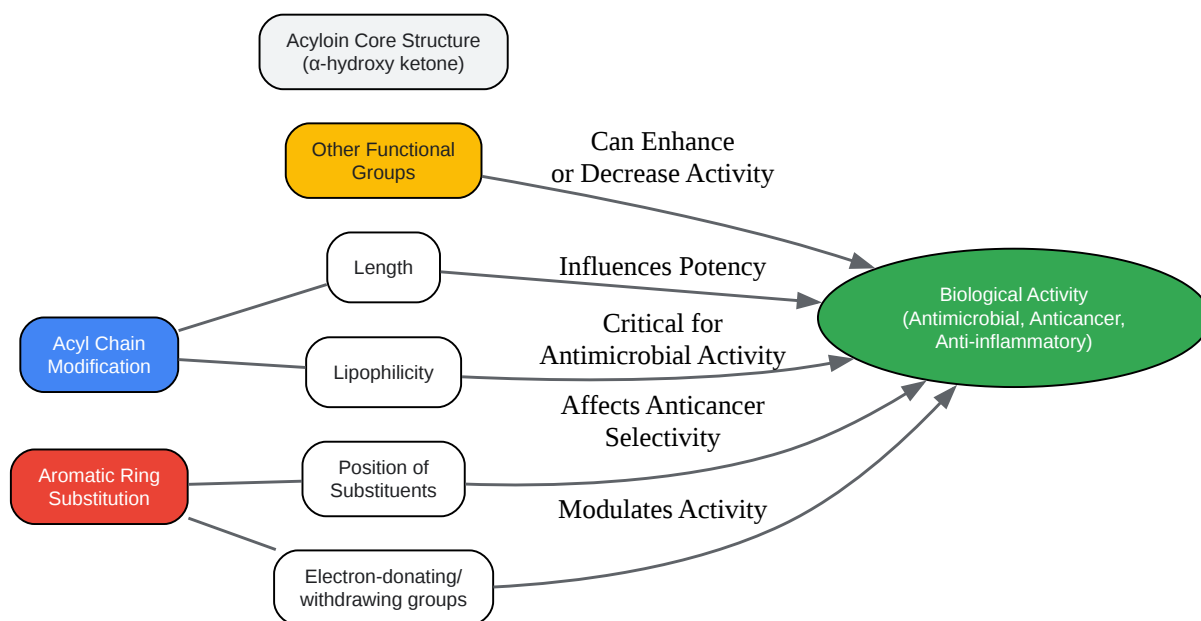 Acyloin Core Structure
(α-hydroxy ketone)
Other Functional
Groups
Can Enhance
or Decrease Activity
Length
Influences Potency
Biological Activity
(Antimicrobial, Anticancer,
Anti-inflammatory)
Acyl Chain
Modification
Lipophilicity
Critical for
Antimicrobial Activity
Affects Anticancer
Selectivity
Aromatic Ring
Substitution
Position of
Substituents
Modulates Activity
Electron-donating/
withdrawing groups